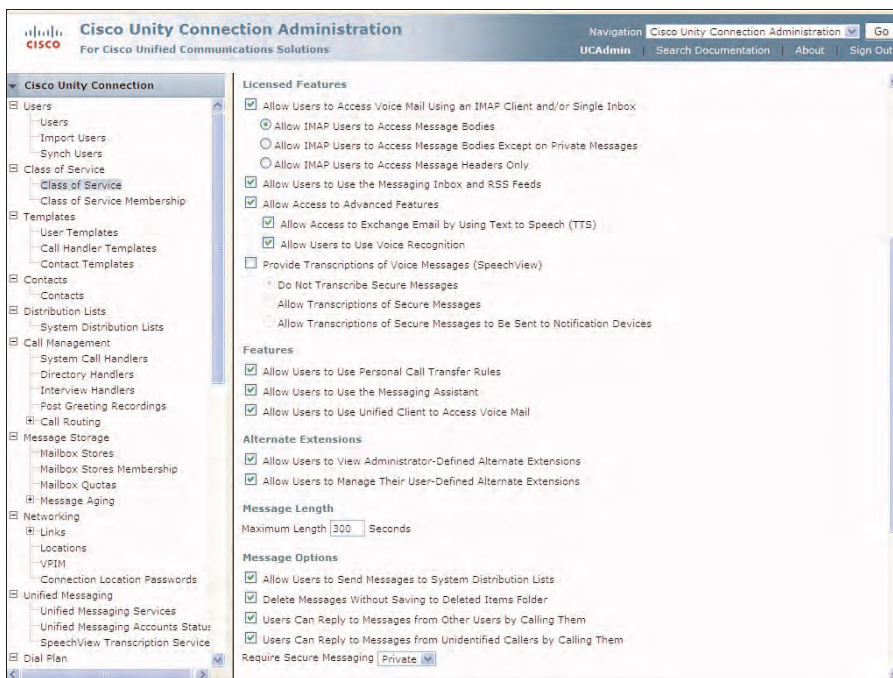 CISCO
Cisco Unity Connection Administration
For Cisco Unified Communications Solutions
Navigation Cisco Unity Connection Administration Go
UCAdmin | Search Documentation | About | Sign Out
Cisco Unity Connection
Users
Users
Import Users
Synch Users
Class of Service
Class of Service
Class of Service Membership
Templates
User Templates
Call Handler Templates
Contact Templates
Contacts
Contacts
Distribution Lists
System Distribution Lists
Call Management
System Call Handlers
Directory Handlers
Interview Handlers
Post Greeting Recordings
Call Routing
Message Storage
Mailbox Stores
Mailbox Stores Membership
Mailbox Quotas
Message Aging
Networking
Links
Locations
VPIM
Connection Location Passwords
Unified Messaging
Unified Messaging Services
Unified Messaging Accounts Status
SpeechView Transcription Service
Dial Plan
Licensed Features
Allow Users to Access Voice Mail Using an IMAP Client and/or Single Inbox
Allow IMAP Users to Access Message Bodies
Allow IMAP Users to Access Message Bodies Except on Private Messages
Allow IMAP Users to Access Message Headers Only
Allow Users to Use the Messaging Inbox and RSS Feeds
Allow Access to Advanced Features
Allow Access to Exchange Email by Using Text to Speech (TTS)
Allow Users to Use Voice Recognition
Provide Transcriptions of Voice Messages (SpeechView)
Do Not Transcribe Secure Messages
Allow Transcriptions of Secure Messages
Allow Transcriptions of Secure Messages to Be Sent to Notification Devices
Features
Allow Users to Use Personal Call Transfer Rules
Allow Users to Use the Messaging Assistant
Allow Users to Use Unified Client to Access Voice Mail
Alternate Extensions
Allow Users to View Administrator-Defined Alternate Extensions
Allow Users to Manage Their User-Defined Alternate Extensions
Message Length
Maximum Length 300 Seconds
Message Options
Allow Users to Send Messages to System Distribution Lists
Delete Messages Without Saving to Deleted Items Folder
Users Can Reply to Messages from Other Users by Calling Them
Users Can Reply to Messages from Unidentified Callers by Calling Them
Require Secure Messaging Private